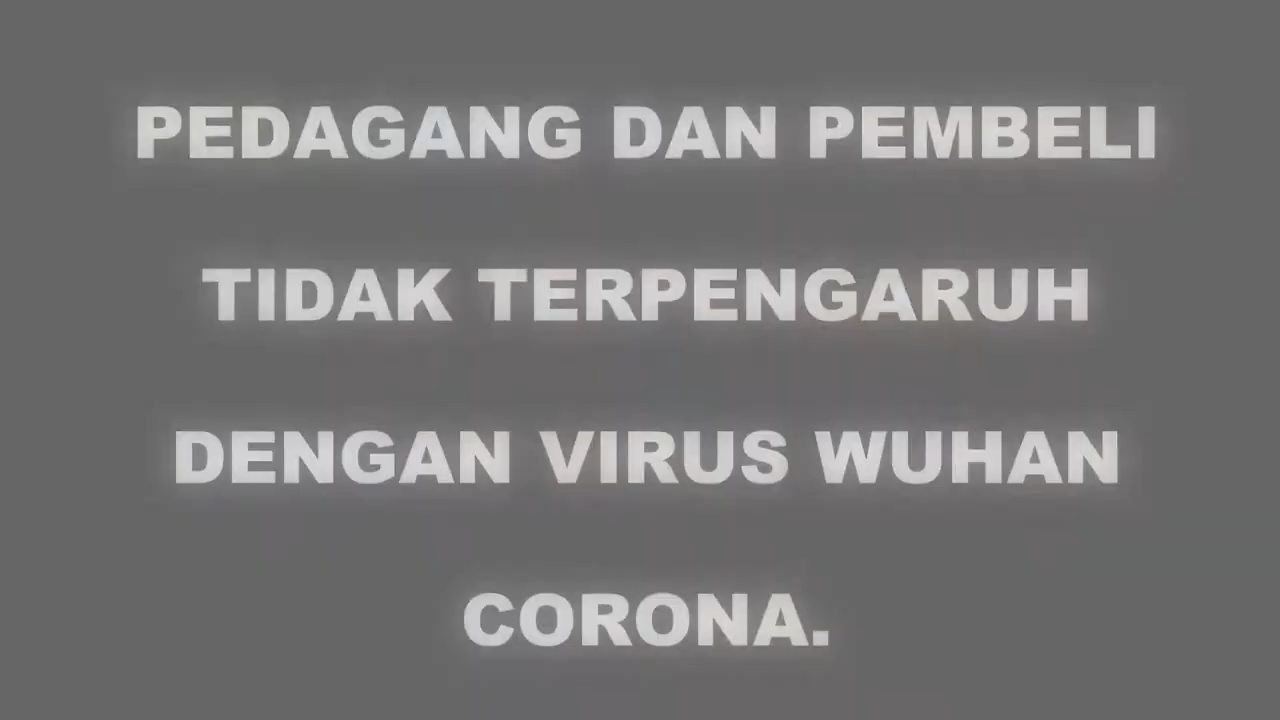 PEDAGANG DAN PEMBELI
TIDAK TERPENGARUH
DENGAN VIRUS WUHAN
CORONA.